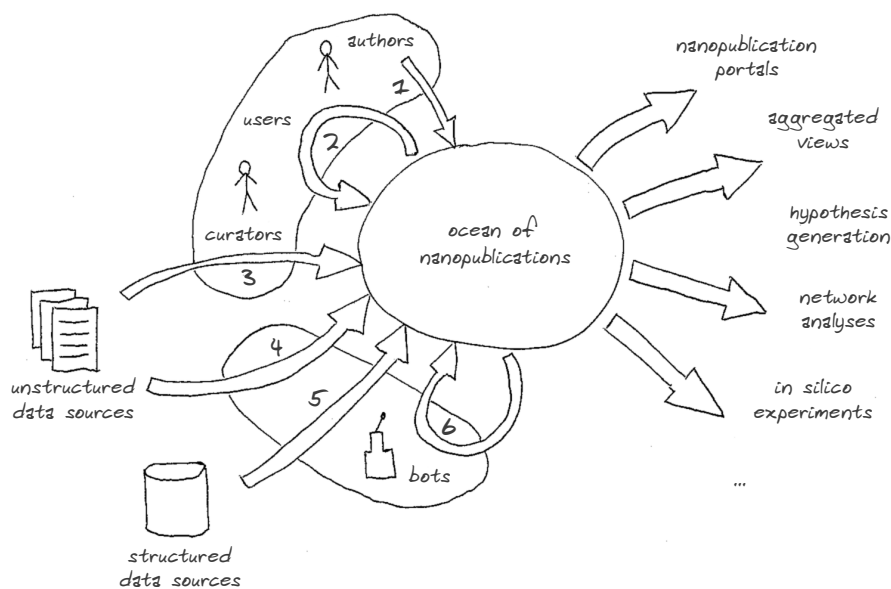 authors
1
users
2
curators
3
ocean of
nanopublications
unstructured
data sources
4
5
6
bots
structured
data sources
nanopublication
portals
aggregated
views
hypothesis
generation
network
analyses
in silico
experiments
...